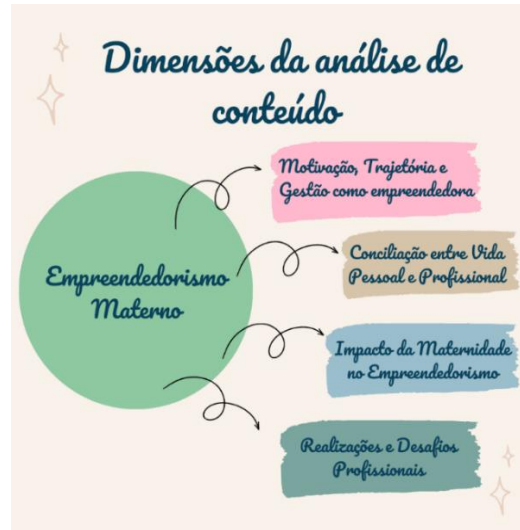 Dimensões da análise de
conteúdo
Motivação, Trajetória e
Gestão como empreendedora
Conciliação entre Vida
Pessoal e Profissional
Empreendedorismo
Materno
Impacto da Maternidade
no Empreendedorismo
Realizações e Desafios
Profissionais